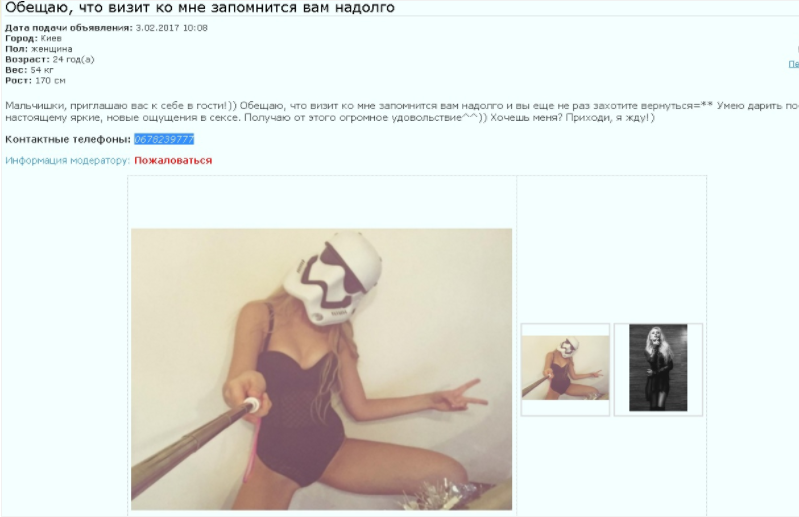 Обещаю, что визит ко мне запомнится вам надолго
Дата подачи объявления: 3.02.2017 10:08
Город: Киев
Пол: женщина
Возраст: 24 год(а)
Вес: 54 кг
Рост: 170 см
Пе
Мальчишки, приглашаю вас к себе в гости!)) Обещаю, что визит ко мне запомнится вам надолго и вы еще не раз захотите вернуться=** Умею дарить по
настоящему яркие, новые ощущения в сексе. Получаю от этого огромное удовольствие^^)) Хочешь меня? Приходи, я жду!)
Контактные телефоны: 0678239777
Информация модератору: Пожаловаться